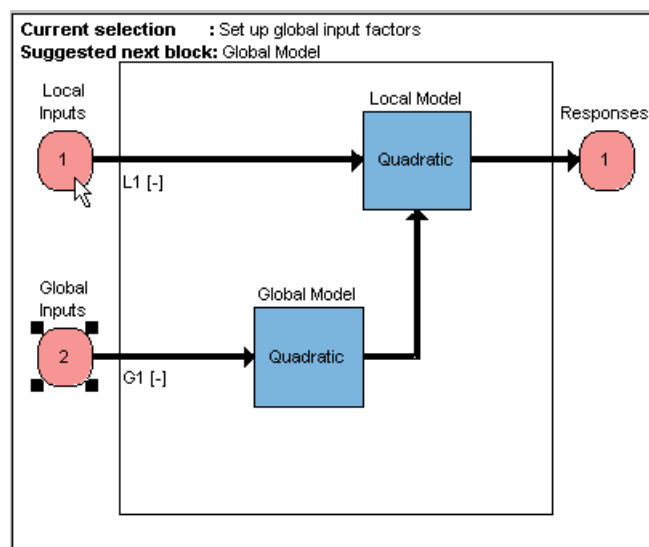 Current selection : Set up global input factors
Suggested next block: Global Model
Local
Inputs
Local Model
Responses
1
Quadratic
1
L1 [-]
Global
Inputs
Global Model
2
Quadratic
G1 [-]